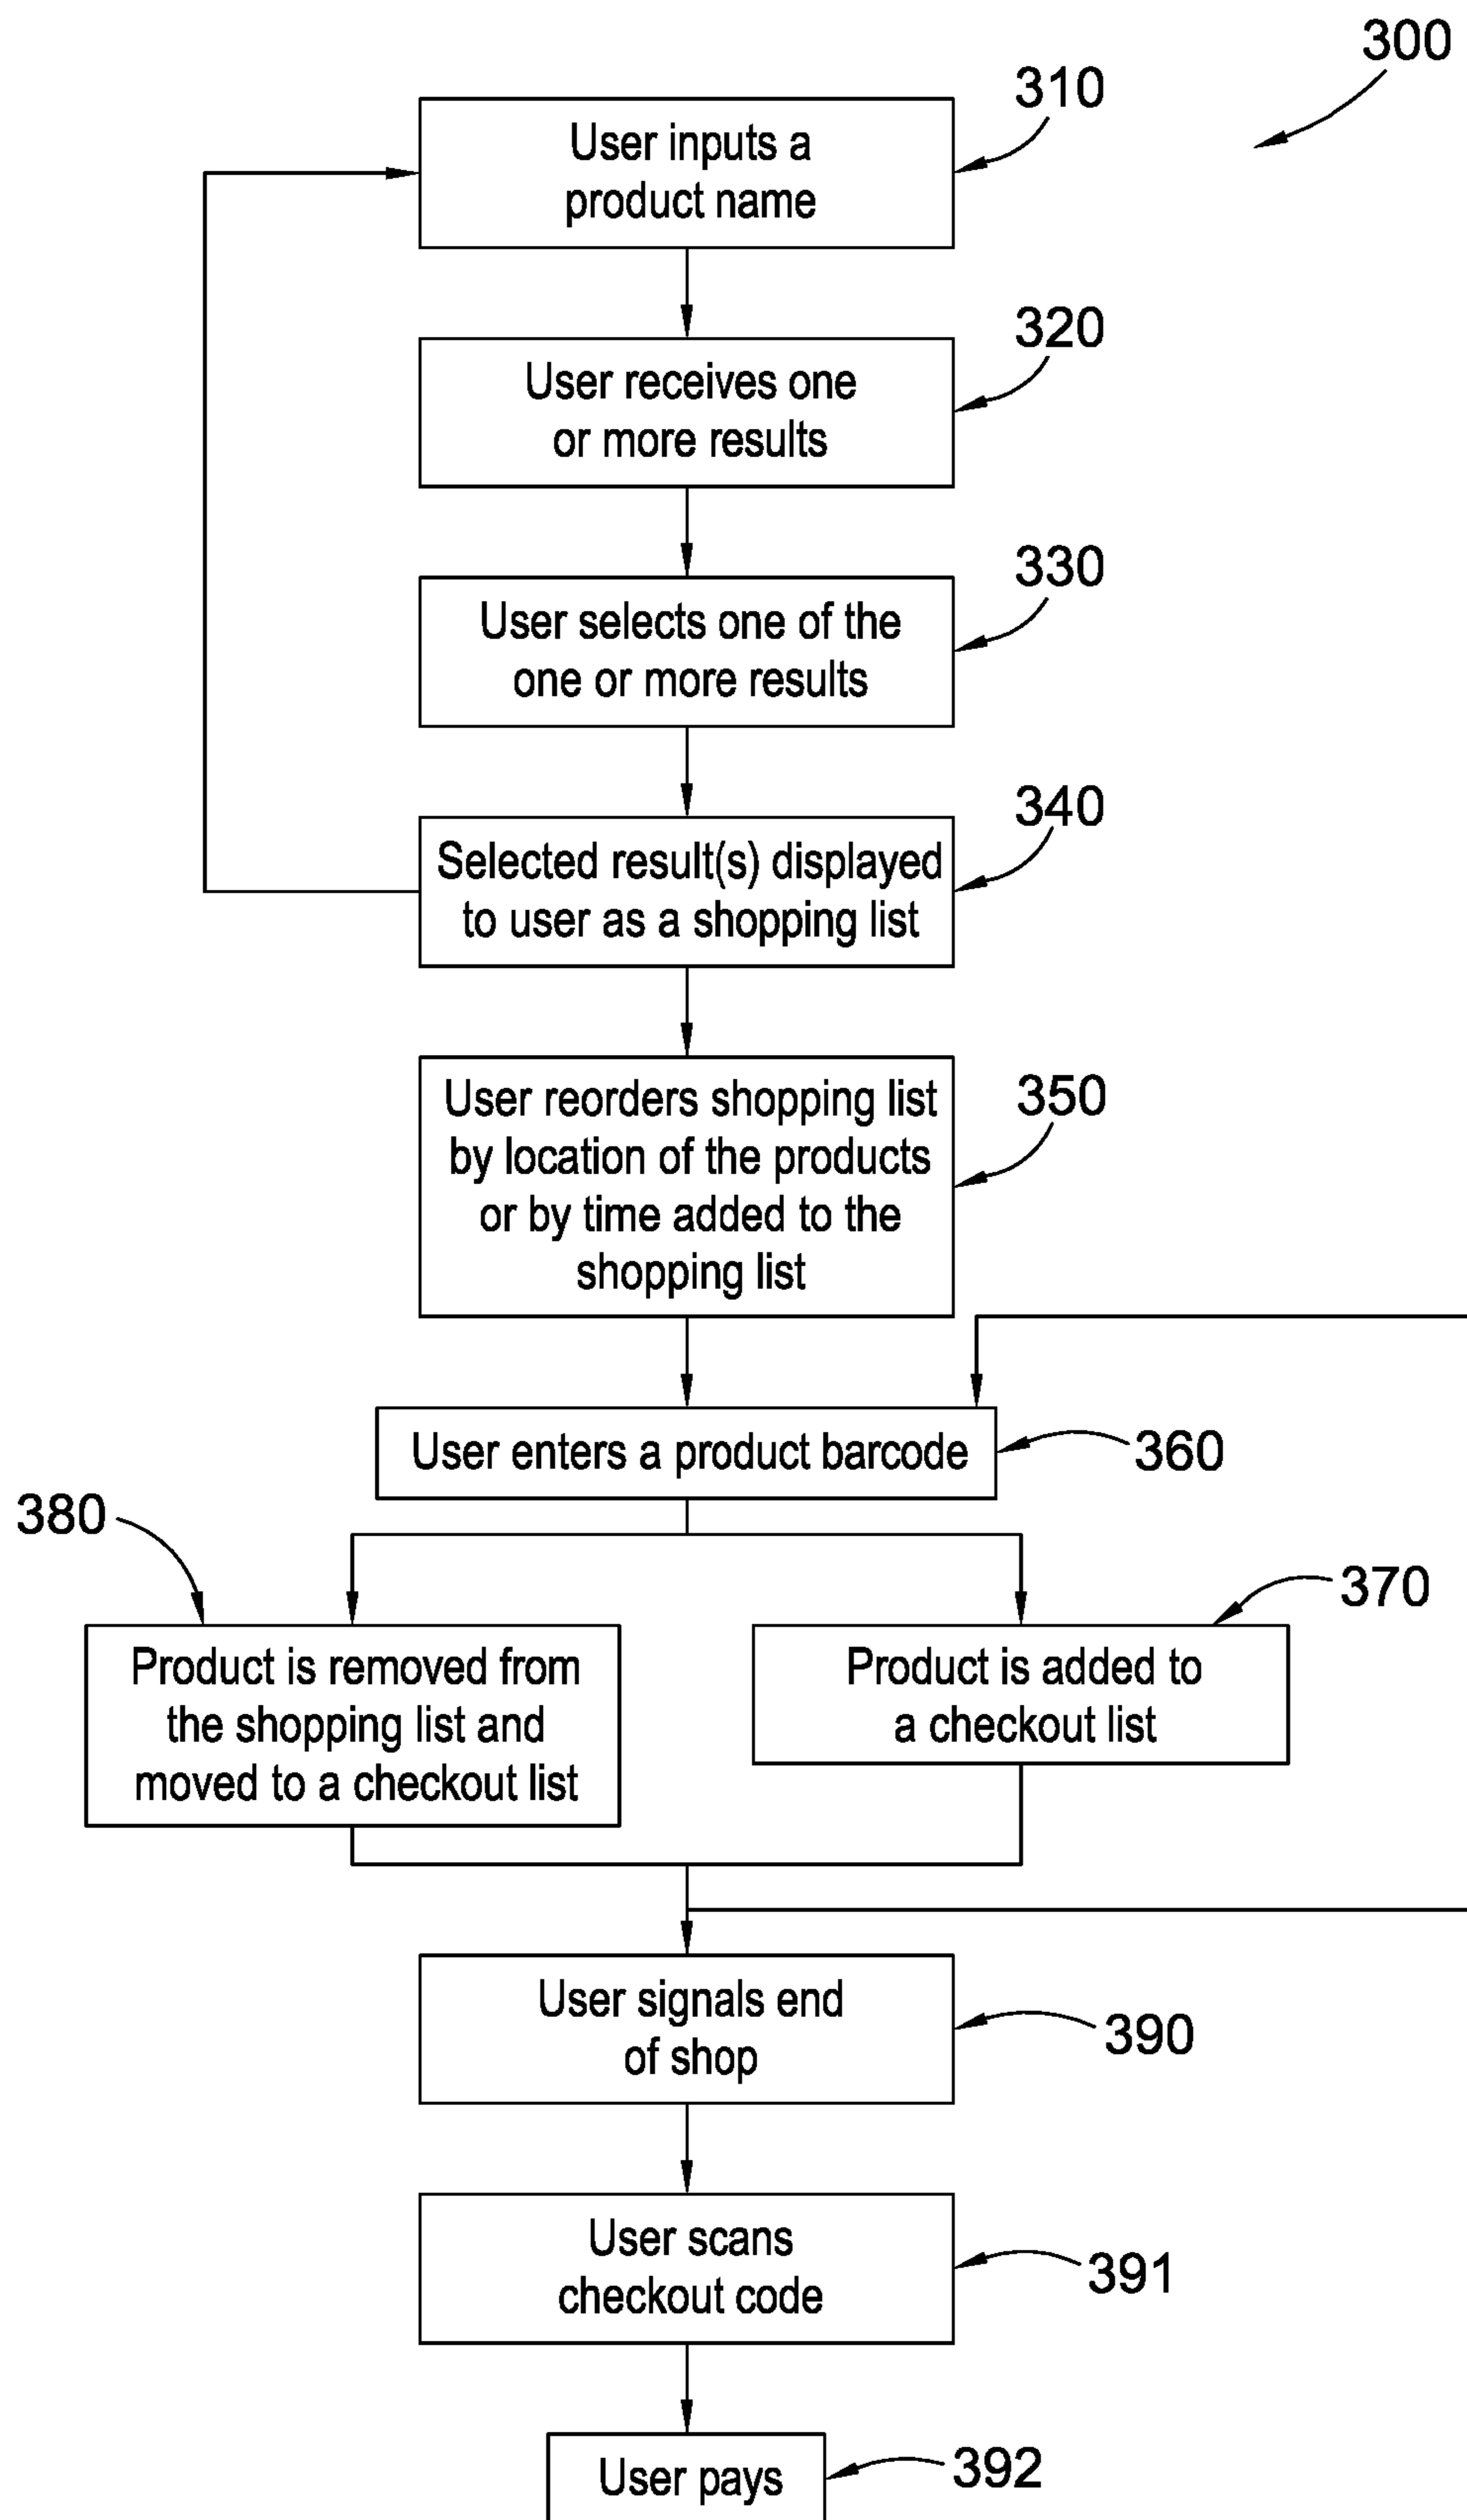 300
310
User inputs a
product name
320
User receives one
or more results
330
User selects one of the
one or more results
340
Selected result(s) displayed
to user as a shopping list
350
User reorders shopping list
by location of the products
or by time added to the
shopping list
User enters a product barcode
360
380
370
Product is removed from
the shopping list and
moved to a checkout list
Product is added to
a checkout list
User signals end
of shop
390
User scans
checkout code
391
User pays
392